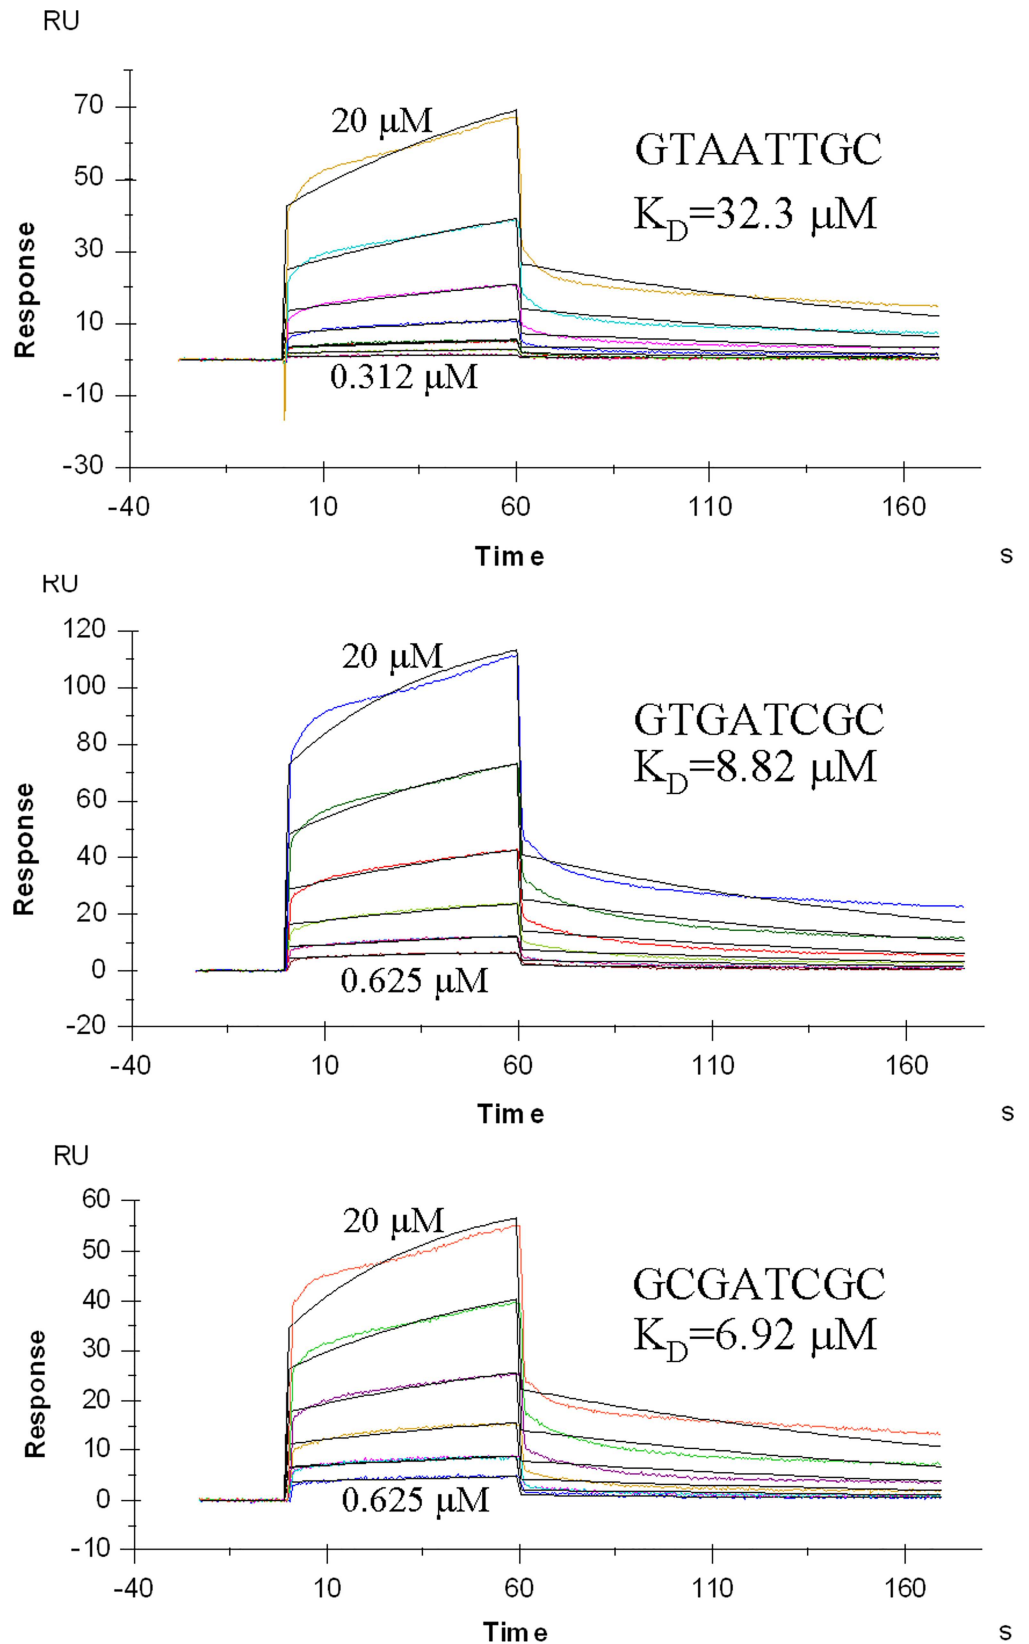 RU
70
50
30
10
-10
-30
Response
20 µM
0.312 µM
GTAATTGC
K_D=32.3 µM
-40 10 60 110 160
Time s
RU
120
100
80
60
40
20
0
-20
Response
20 µM
0.625 µM
GTGATCGC
K_D=8.82 µM
-40 10 60 110 160
Time s
RU
60
50
40
30
20
10
0
-10
Response
20 µM
0.625 µM
GCGATCGC
K_D=6.92 µM
-40 10 60 110 160
Time s